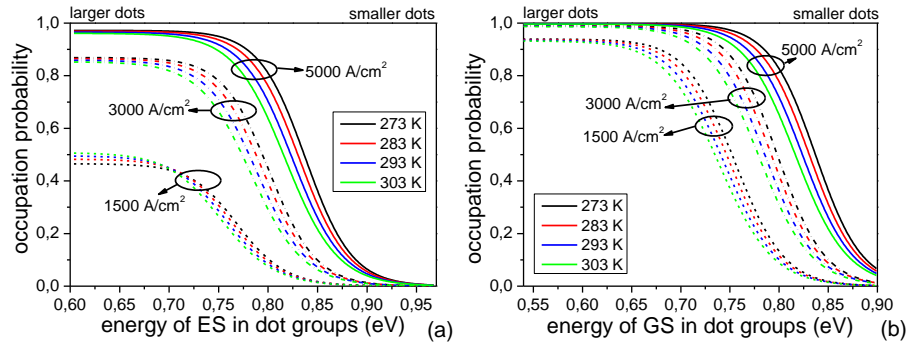 larger dots
smaller dots
occupation probability
1,0
0,8
0,6
0,4
0,2
0,0
5000 A/cm²
3000 A/cm²
1500 A/cm²
273 K
283 K
293 K
303 K
0,60 0,65 0,70 0,75 0,80 0,85 0,90 0,95
energy of ES in dot groups (eV)
(a)
larger dots
smaller dots
occupation probability
1,0
0,8
0,6
0,4
0,2
0,0
5000 A/cm²
3000 A/cm²
1500 A/cm²
273 K
283 K
293 K
303 K
0,55 0,60 0,65 0,70 0,75 0,80 0,85 0,90
energy of GS in dot groups (eV)
(b)